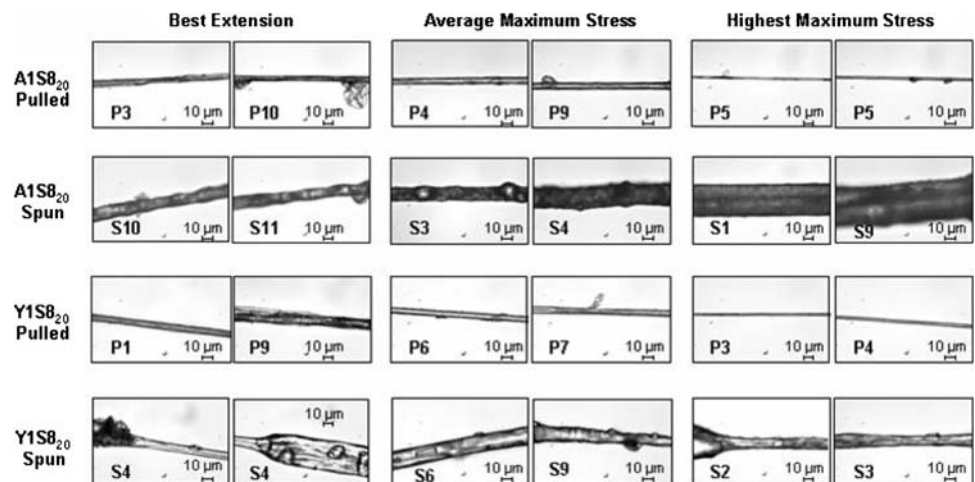 Best Extension Average Maximum Stress Highest Maximum Stress
A1S8₂₀
Pulled
P3 10 µm P10 10 µm P4 10 µm P9 10 µm P5 10 µm P5 10 µm
A1S8₂₀
Spun
S10 10 µm S11 10 µm S3 10 µm S4 10 µm S1 10 µm S9 10 µm
Y1S8₂₀
Pulled
P1 10 µm P9 10 µm P6 10 µm P7 10 µm P3 10 µm P4 10 µm
Y1S8₂₀
Spun
S4 10 µm S4 10 µm S6 10 µm S9 10 µm S2 10 µm S3 10 µm